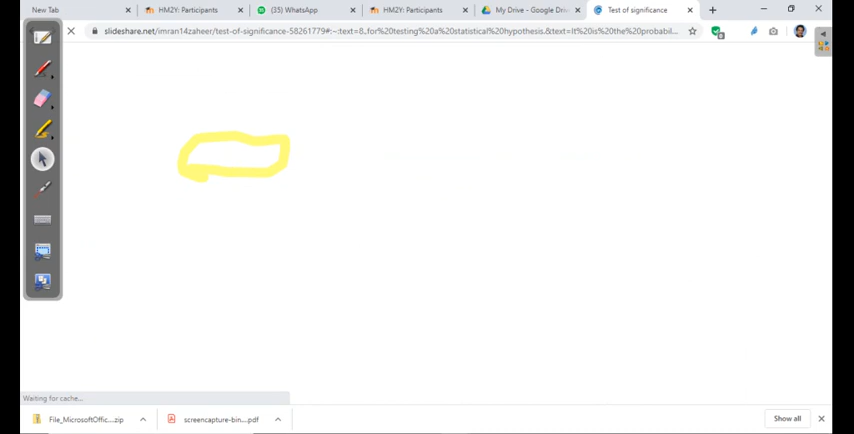 New Tab
HM2Y: Participants
(35) WhatsApp
HM2Y: Participants
My Drive - Google Driv
Test of significance
slideshare.net/imran14zaheer/test-of-significance-58261779#:~:text=8.,for%20testing%20a%20statistical%20hypothesis.&text=It%20is%20the%20probabil...
Waiting for cache...
File_MicrosoftOffic....zip
screencapture-bin....pdf
Show all